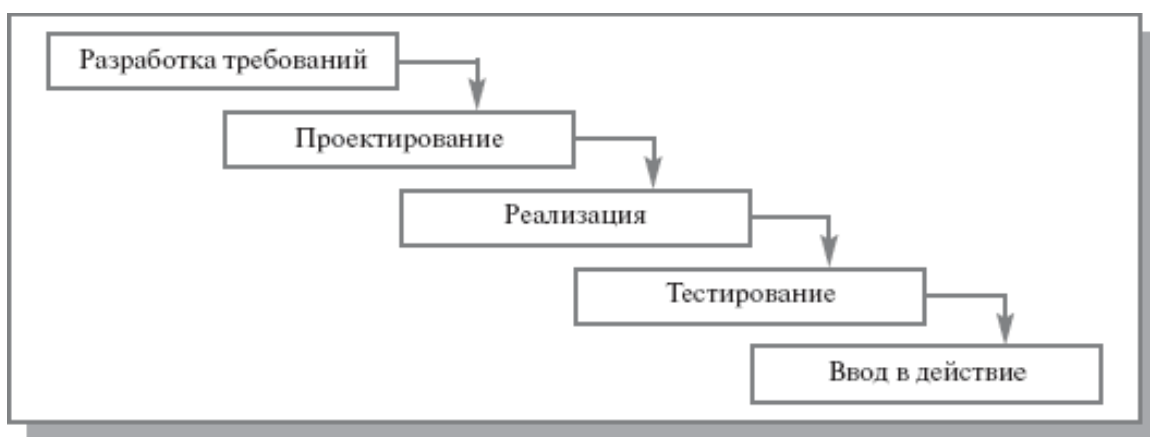 Разработка требований
Проектирование
Реализация
Тестирование
Ввод в действие